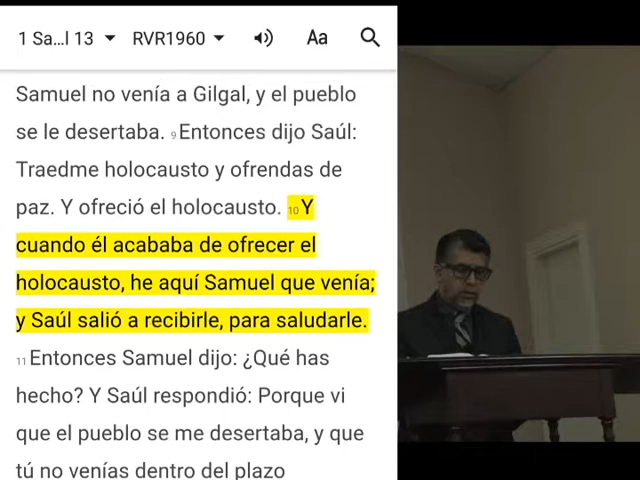 1 Sa...l 13 RVR1960 Aa
Samuel no venía a Gilgal, y el pueblo
se le desertaba. 9 Entonces dijo Saúl:
Traedme holocausto y ofrendas de
paz. Y ofreció el holocausto. 10 Y
cuando él acababa de ofrecer el
holocausto, he aquí Samuel que venía;
y Saúl salió a recibirle, para saludarle.
11 Entonces Samuel dijo: ¿Qué has
hecho? Y Saúl respondió: Porque vi
que el pueblo se me desertaba, y que
tú no venías dentro del plazo